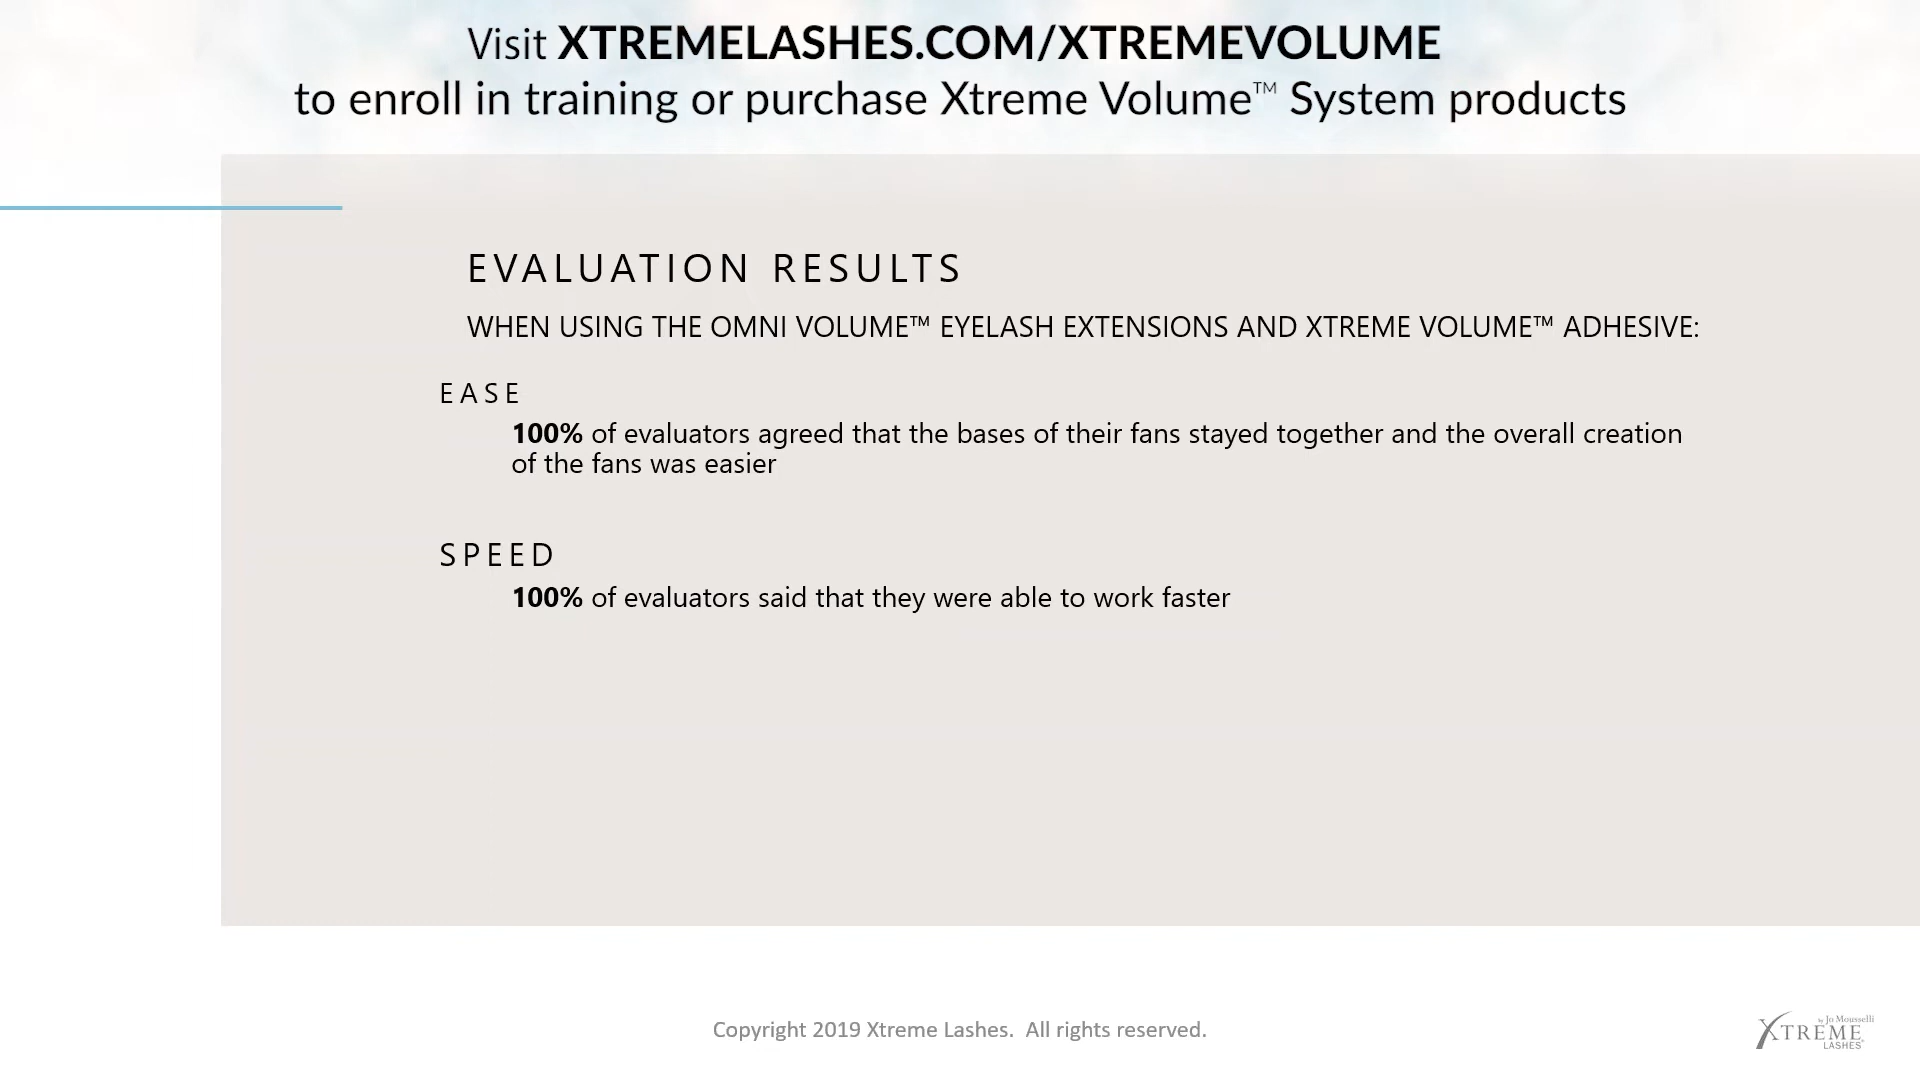 Visit XTREMELASHES.COM/XTREMEVOLUME
to enroll in training or purchase Xtreme Volume™ System products
EVALUATION RESULTS
WHEN USING THE OMNI VOLUME™ EYELASH EXTENSIONS AND XTREME VOLUME™ ADHESIVE:
EASE
100% of evaluators agreed that the bases of their fans stayed together and the overall creation
of the fans was easier
SPEED
100% of evaluators said that they were able to work faster
Copyright 2019 Xtreme Lashes.  All rights reserved.
by Jo Mousselli
XTREME
LASHES®